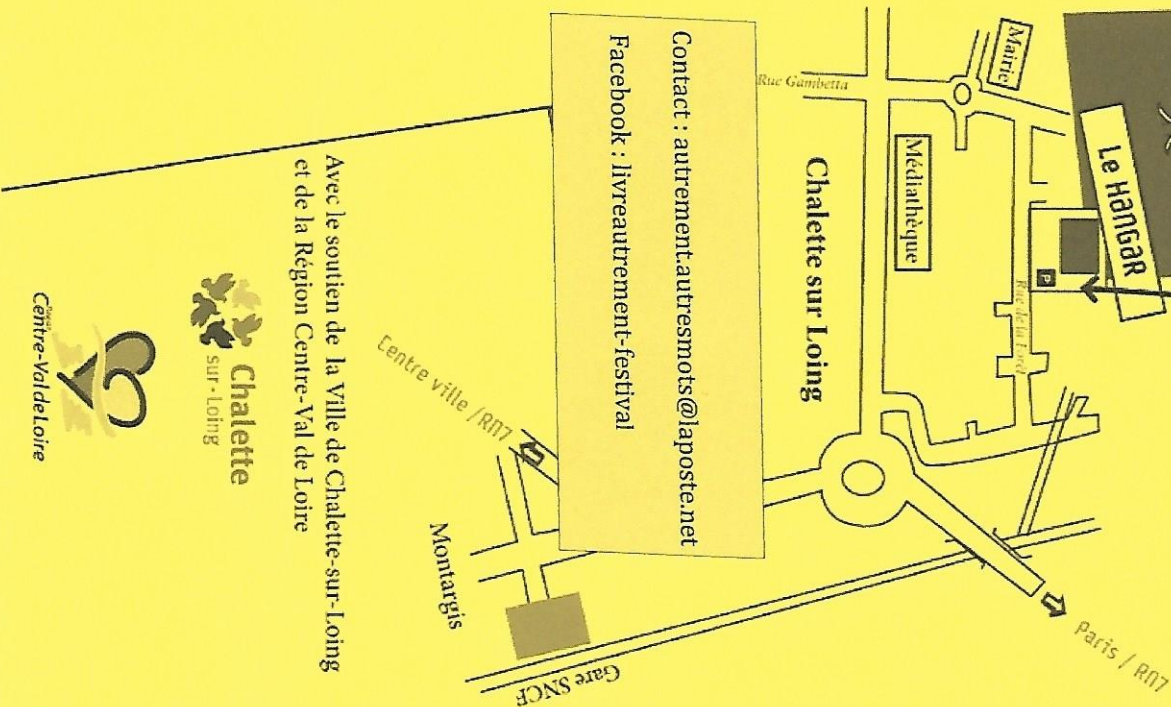 Le HanGaR
Mairie
P
Rue de la Forêt
Rue Gambetta
Médiathèque
Chalette sur Loing
Paris / Rn7
Contact : autrement.autresmots@laposte.net
Facebook : livreautrement-festival
Centre ville / Rn7
Montargis
Gare SNCF
Avec le soutien de la Ville de Chalette-sur-Loing
et de la Région Centre-Val de Loire
Chalette
sur-Loing
Centre-Val de Loire